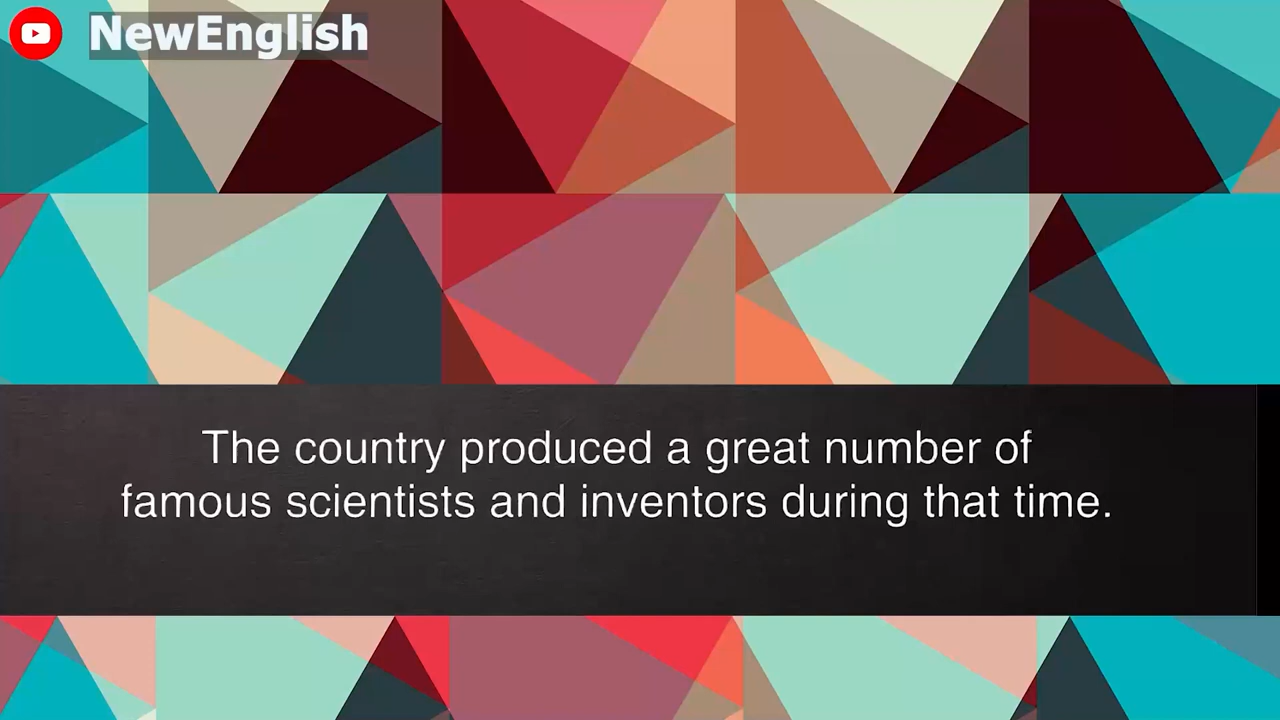 NewEnglish
The country produced a great number of
famous scientists and inventors during that time.